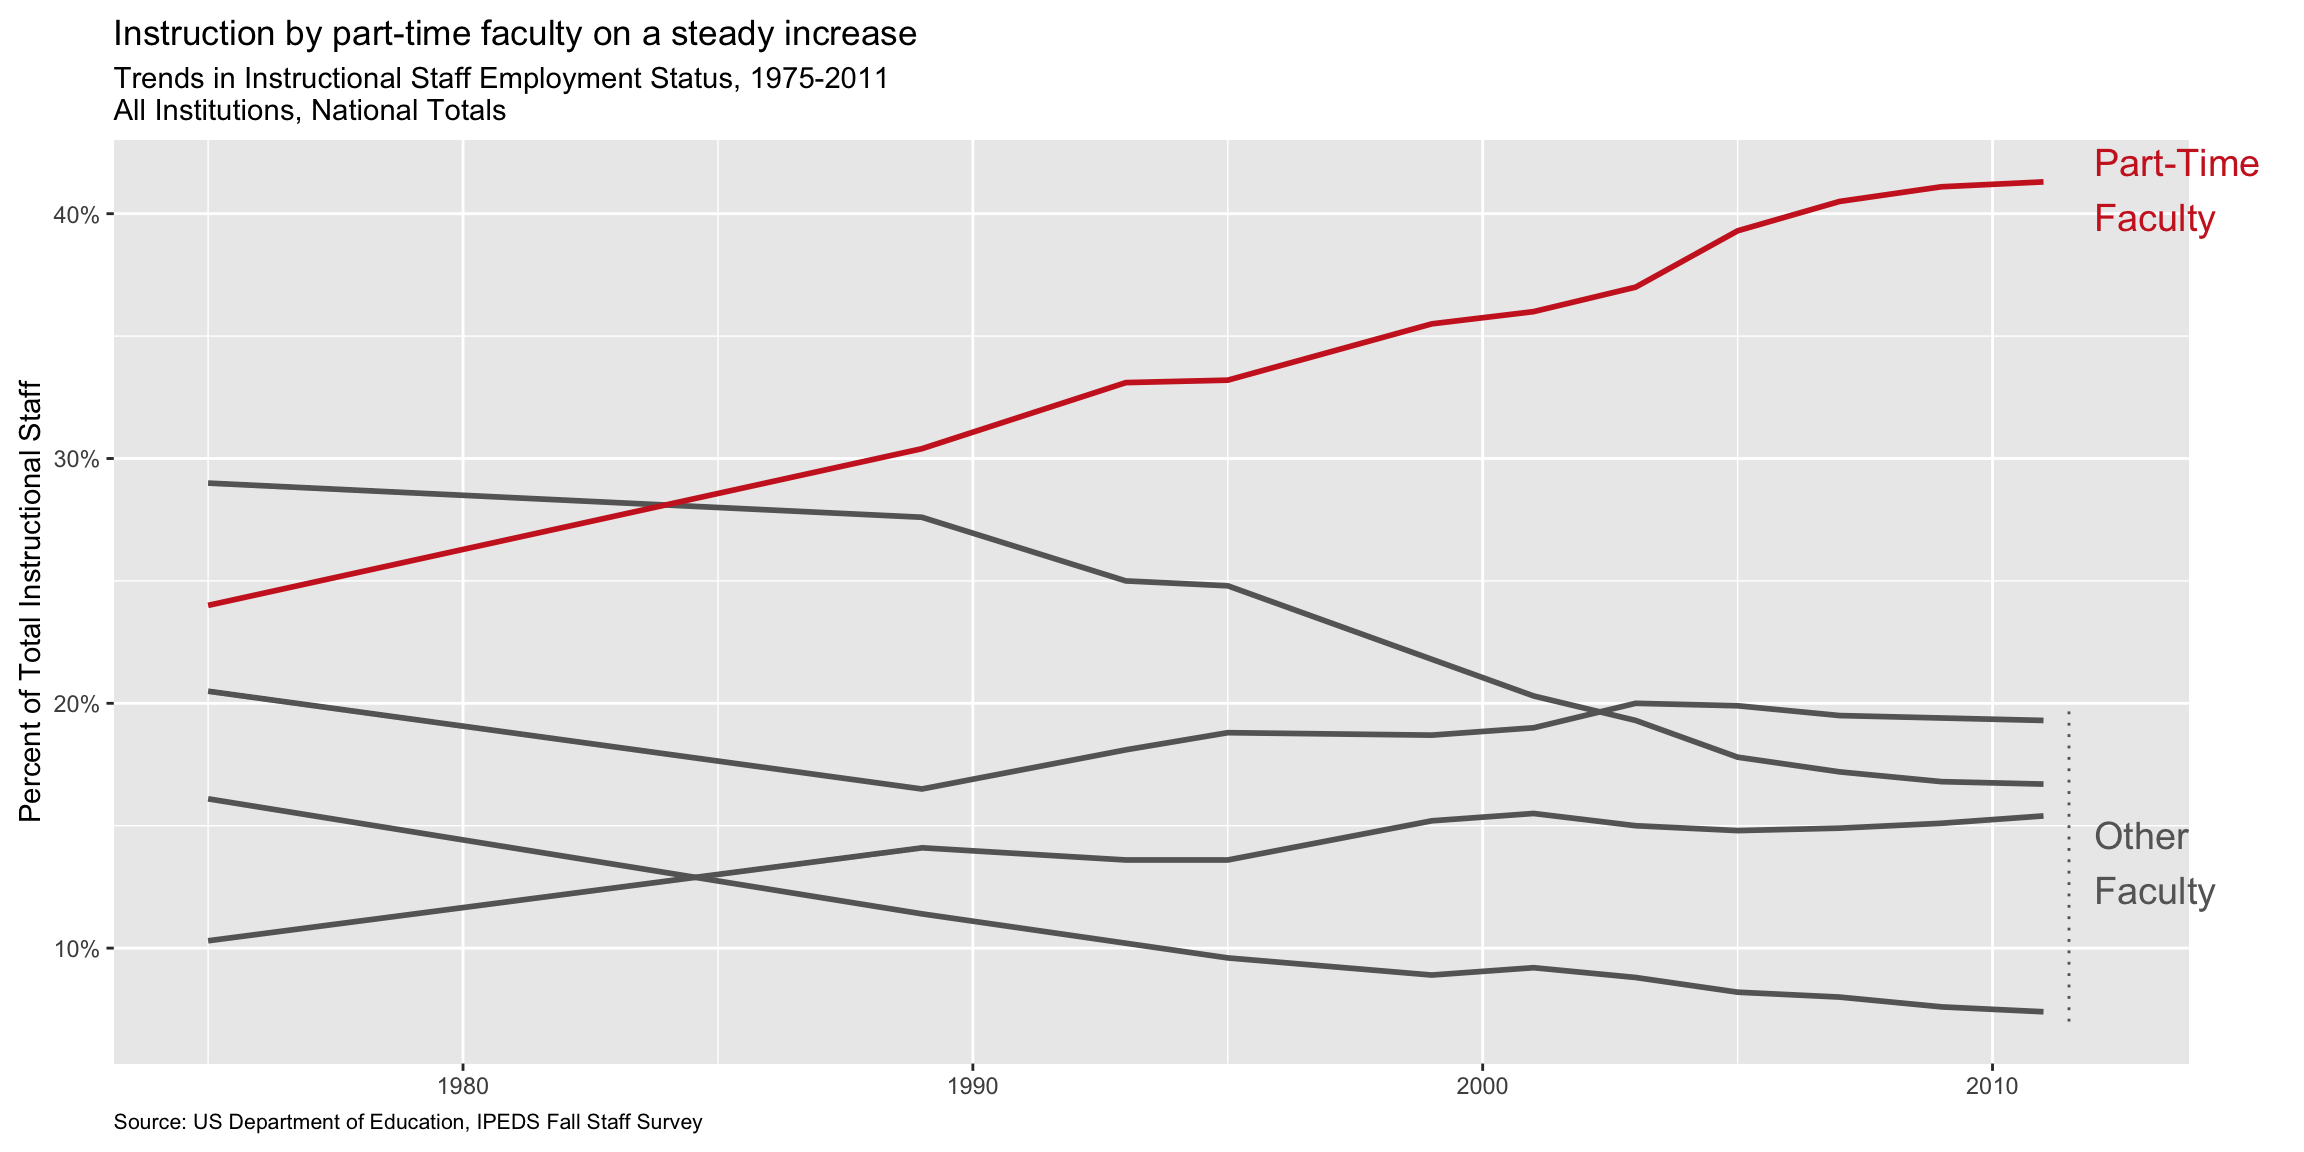 Instruction by part-time faculty on a steady increase
Trends in Instructional Staff Employment Status, 1975-2011
All Institutions, National Totals
Part-Time
Faculty
40%
30%
20%
10%
Percent of Total Instructional Staff
Other
Faculty
1980
1990
2000
2010
Source: US Department of Education, IPEDS Fall Staff Survey